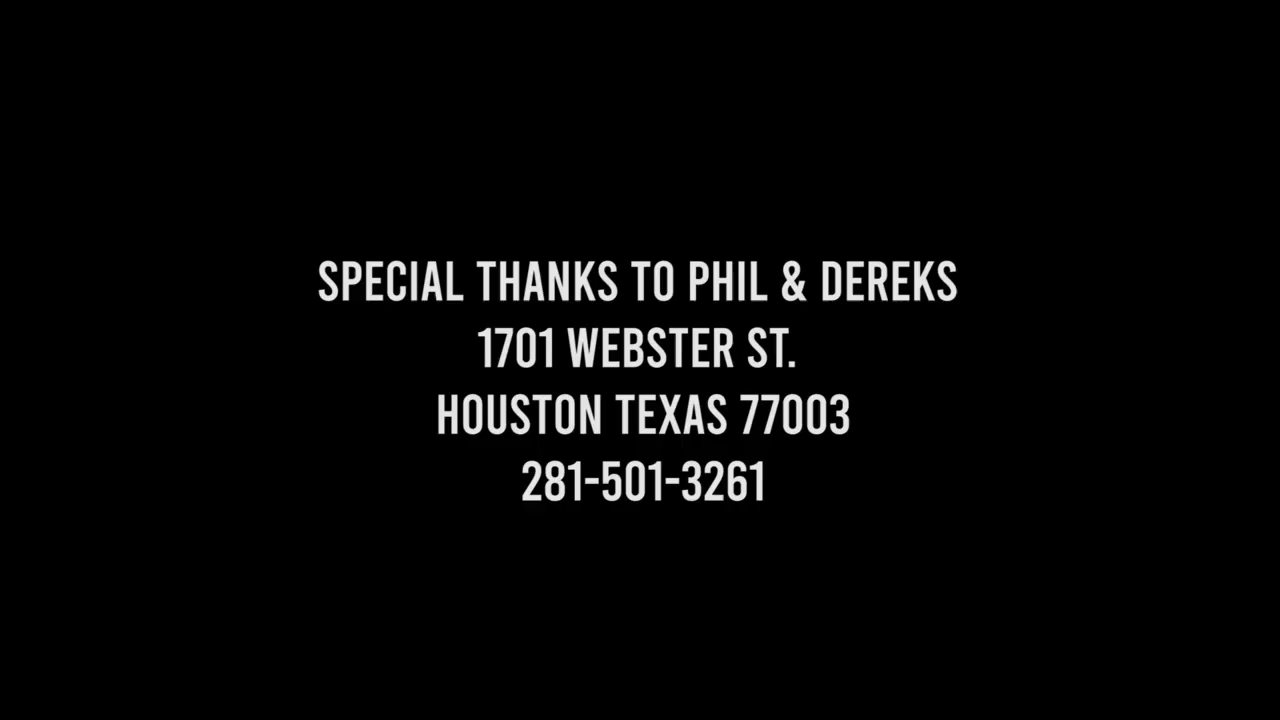 SPECIAL THANKS TO PHIL & DEREKS
1701 WEBSTER ST.
HOUSTON TEXAS 77003
281-501-3261